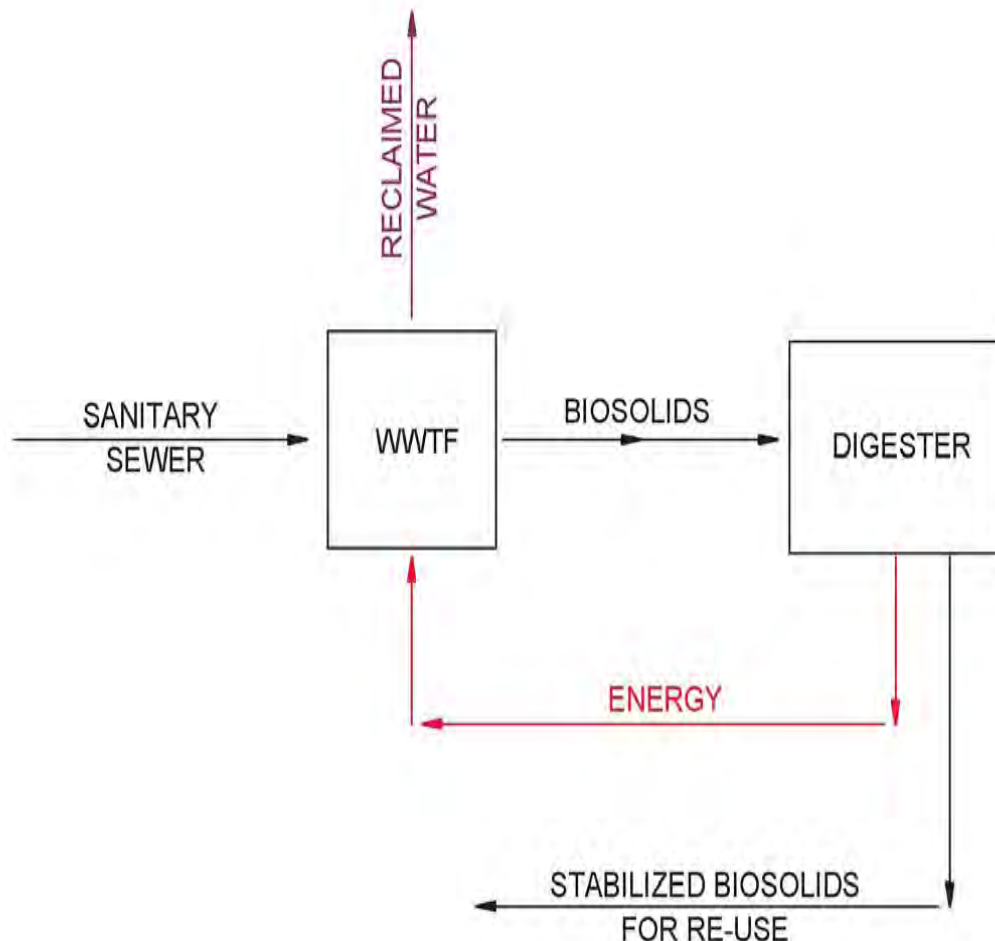 RECLAIMED
WATER
SANITARY
SEWER
WWTF
BIOSOLIDS
DIGESTER
ENERGY
STABILIZED BIOSOLIDS
FOR RE-USE